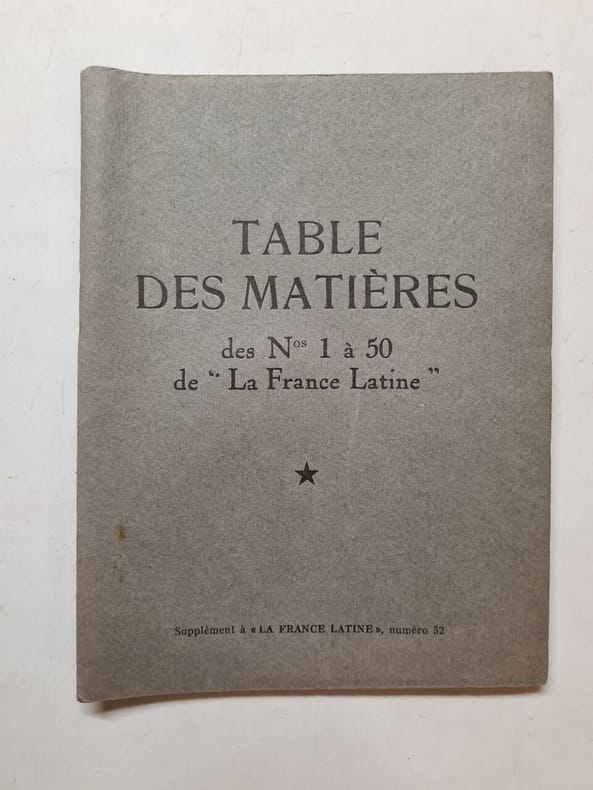 TABLE
DES MATIÈRES
des Nos 1 à 50
de “ La France Latine ”
★
Supplément à « LA FRANCE LATINE », numéro 52